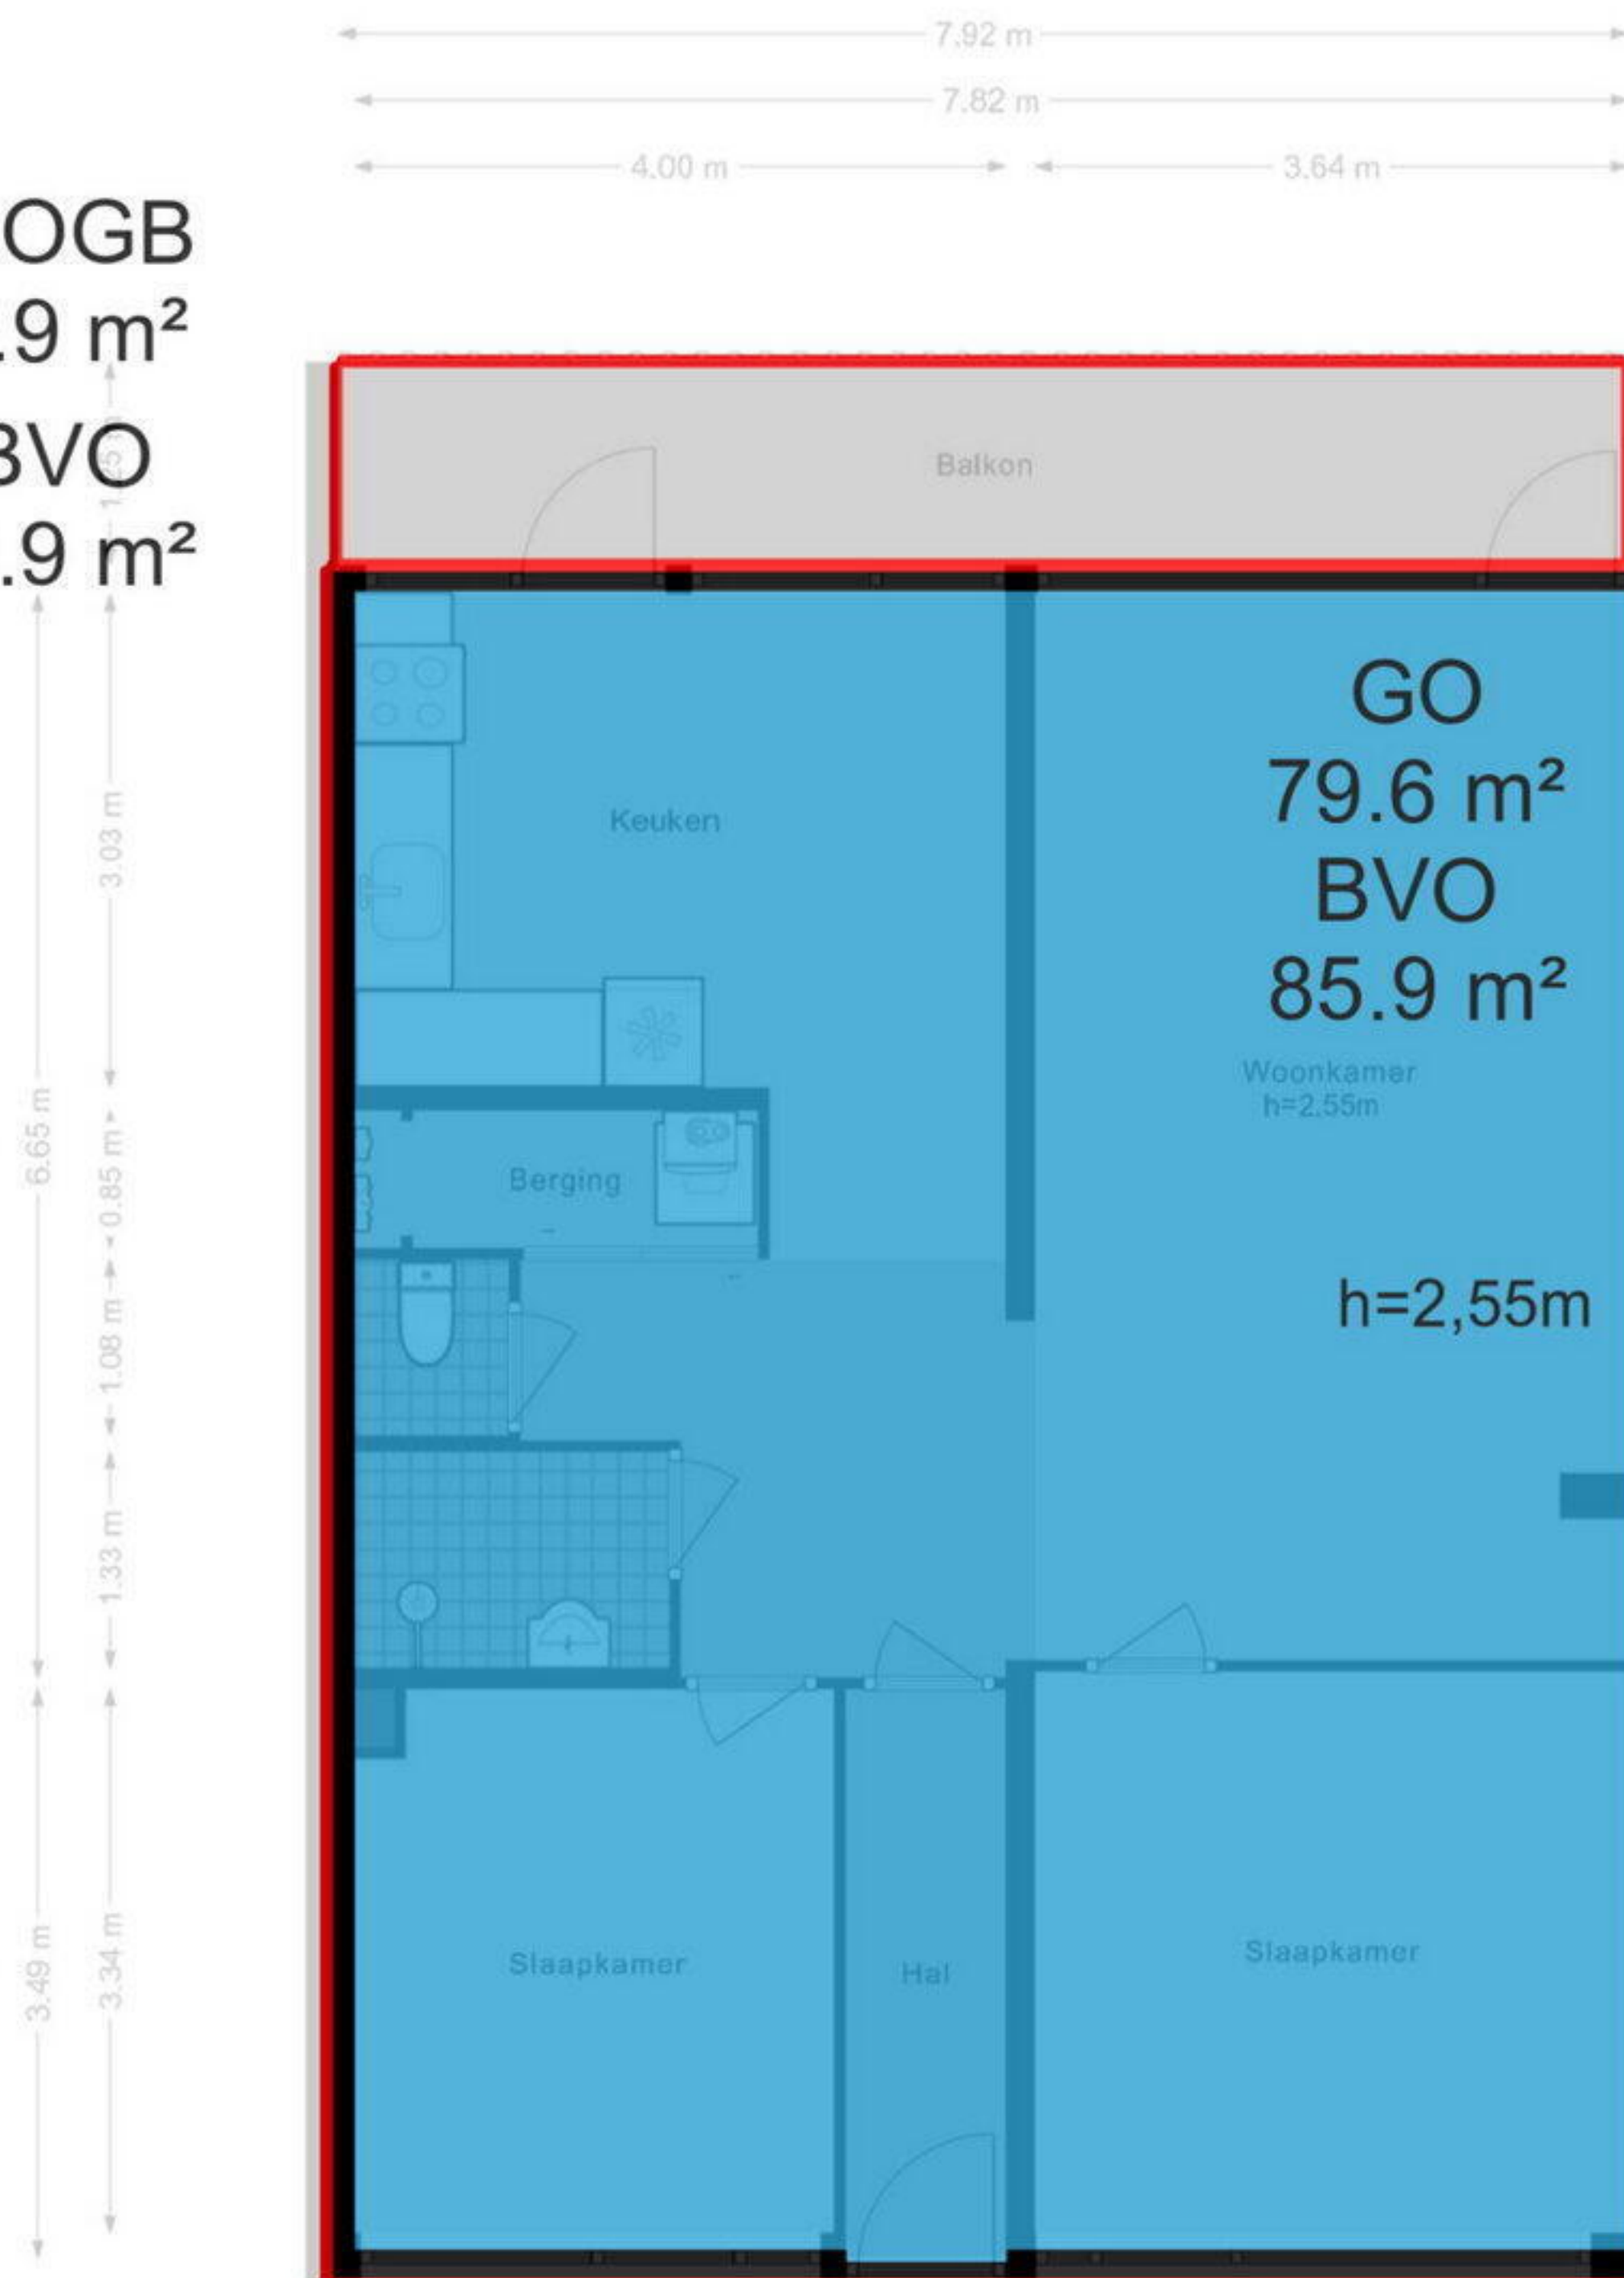 7.92 m
7.82 m
4.00 m
3.64 m
OGB
.9 m²
BVO
.9 m²
Balkon
GO
79.6 m²
BVO
85.9 m²
Keuken
3.03 m
Woonkamer
h=2.55m
6.65 m
0.85 m
Berging
h=2,55m
1.08 m
1.33 m
Slaapkamer
Hal
Slaapkamer
3.49 m
3.34 m